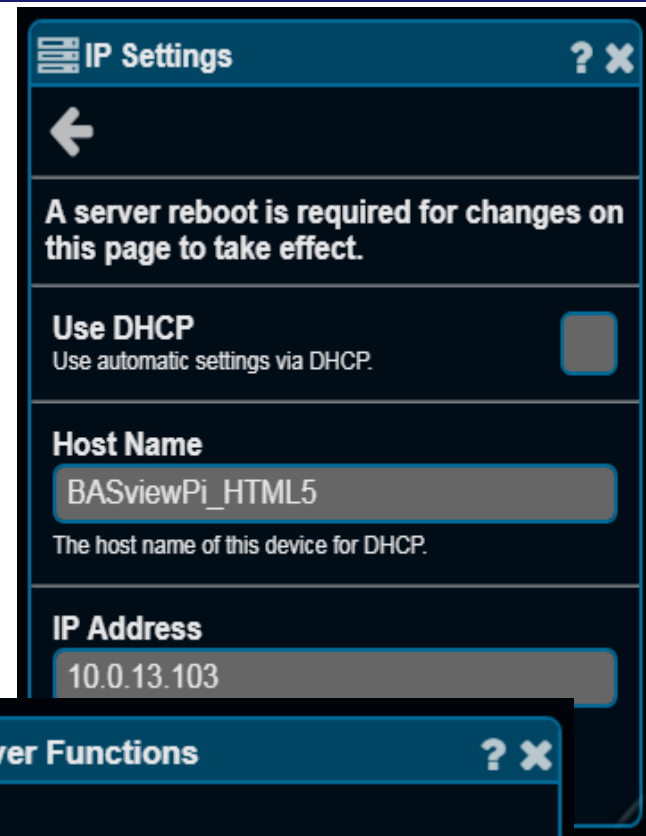 IP Settings ? ✖
A server reboot is required for changes on
this page to take effect.
Use DHCP
Use automatic settings via DHCP.
Host Name
BASviewPi_HTML5
The host name of this device for DHCP.
IP Address
10.0.13.103
ver Functions ? ✖